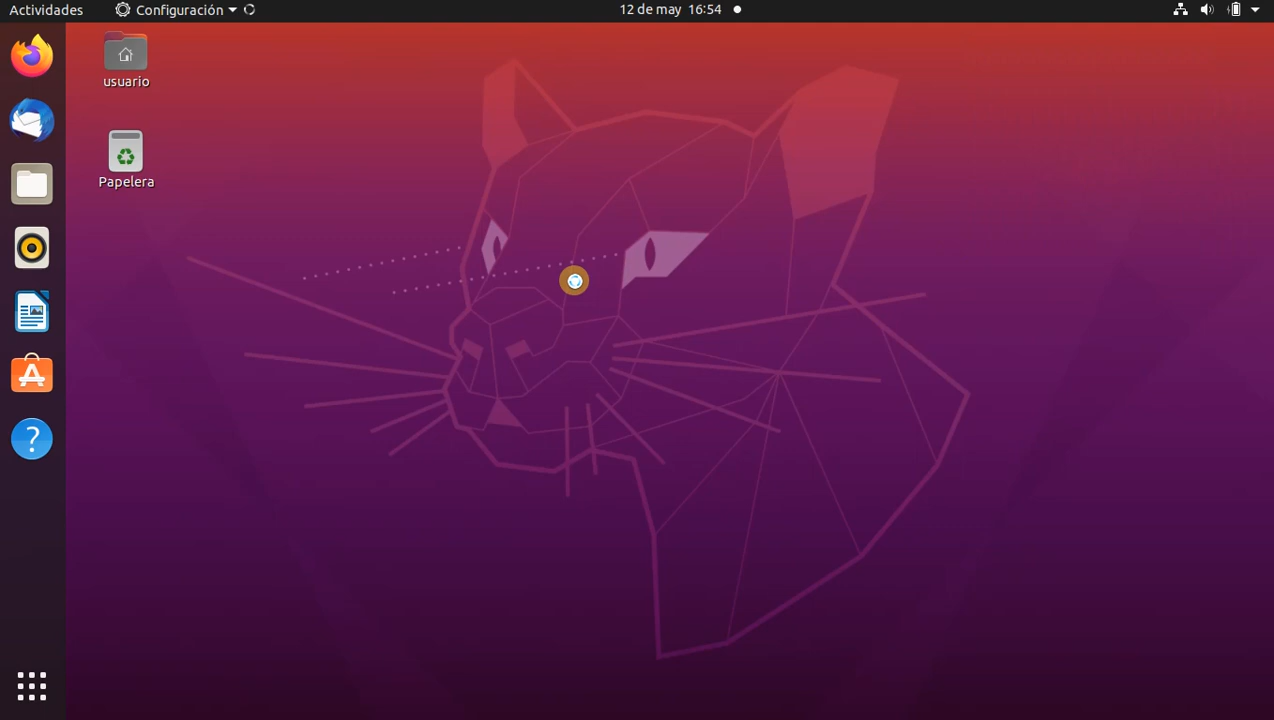 Actividades
Configuración
12 de may 16:54
usuario
Papelera
?